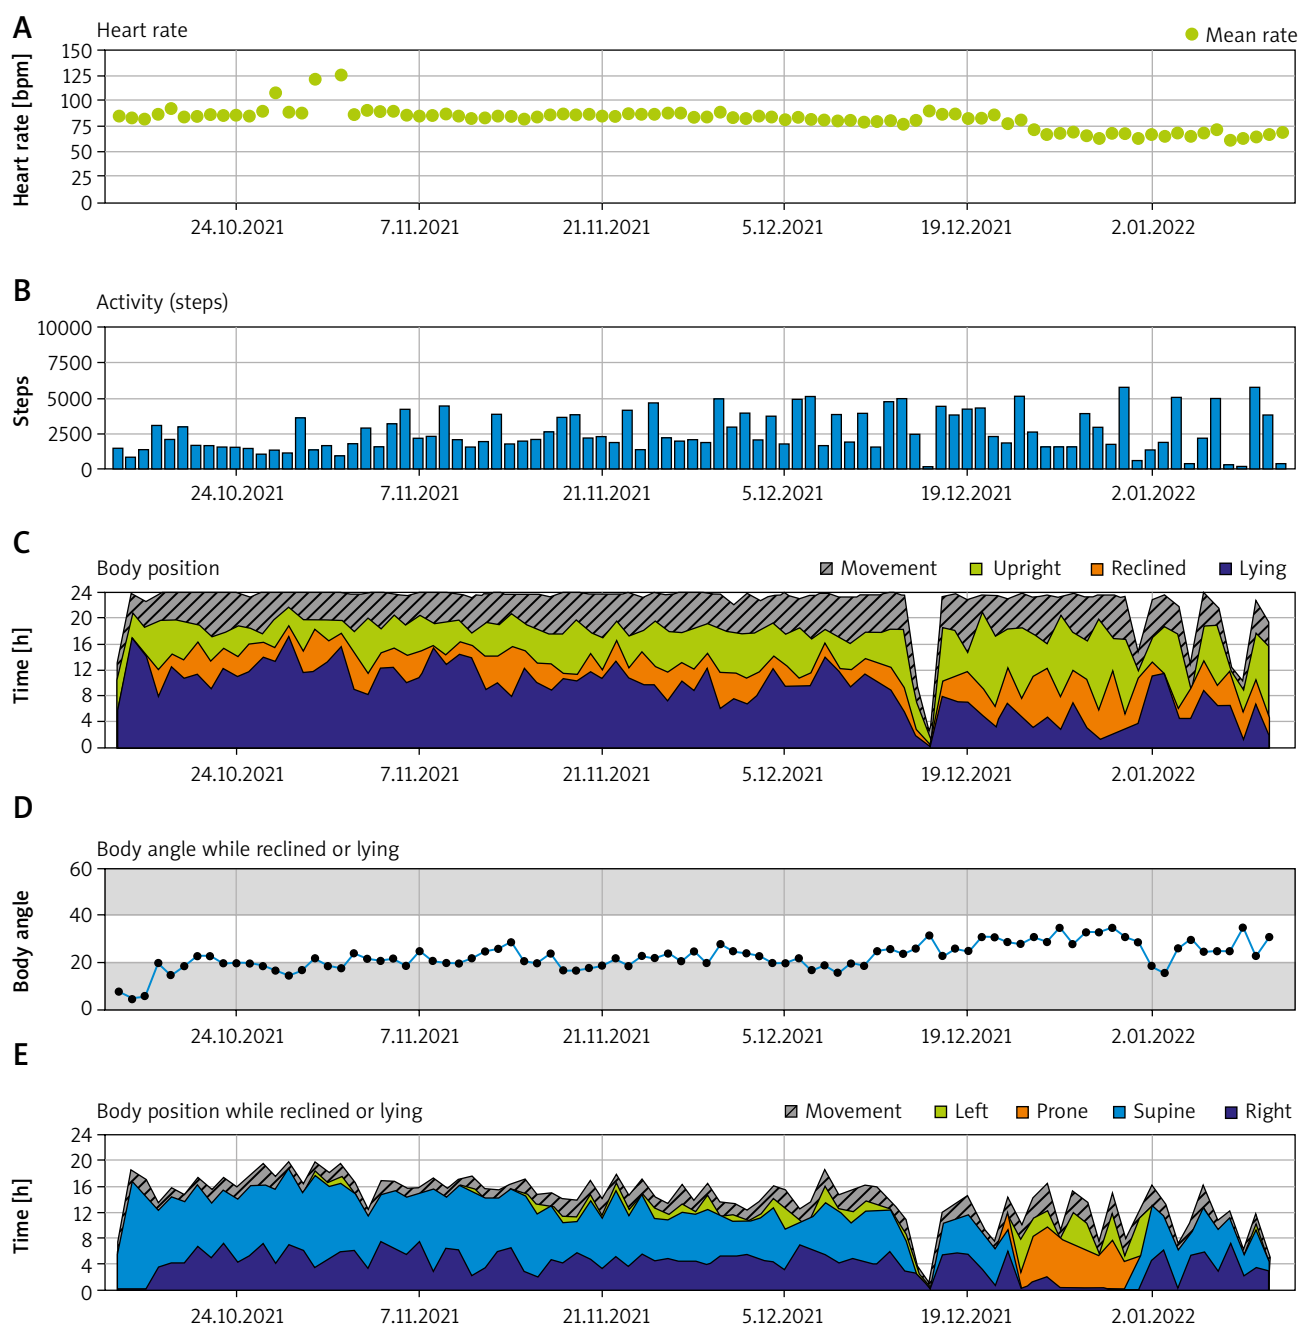 A
Heart rate
Mean rate
Heart rate [bpm]
150
125
100
75
50
25
0
24.10.2021 7.11.2021 21.11.2021 5.12.2021 19.12.2021 2.01.2022
B
Activity (steps)
Steps
10000
7500
5000
2500
0
24.10.2021 7.11.2021 21.11.2021 5.12.2021 19.12.2021 2.01.2022
C
Body position
Movement Upright Reclined Lying
Time [h]
24
20
16
12
8
4
0
24.10.2021 7.11.2021 21.11.2021 5.12.2021 19.12.2021 2.01.2022
D
Body angle while reclined or lying
Body angle
60
40
20
0
24.10.2021 7.11.2021 21.11.2021 5.12.2021 19.12.2021 2.01.2022
E
Body position while reclined or lying
Movement Left Prone Supine Right
Time [h]
24
20
16
12
8
4
0
24.10.2021 7.11.2021 21.11.2021 5.12.2021 19.12.2021 2.01.2022